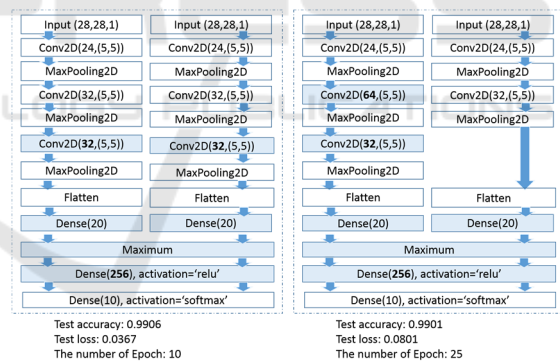 Input (28,28,1)
Conv2D(24,(5,5))
MaxPooling2D
Conv2D(32,(5,5))
MaxPooling2D
Conv2D(32,(5,5))
MaxPooling2D
Flatten
Dense(20)
Input (28,28,1)
Conv2D(24,(5,5))
MaxPooling2D
Conv2D(32,(5,5))
MaxPooling2D
Conv2D(32,(5,5))
MaxPooling2D
Flatten
Dense(20)
Maximum
Dense(256), activation='relu'
Dense(10), activation='softmax'
Test accuracy: 0.9906
Test loss: 0.0367
The number of Epoch: 10
Input (28,28,1)
Conv2D(24,(5,5))
MaxPooling2D
Conv2D(64,(5,5))
MaxPooling2D
Conv2D(32,(5,5))
MaxPooling2D
Flatten
Dense(20)
Input (28,28,1)
Conv2D(24,(5,5))
MaxPooling2D
Conv2D(32,(5,5))
MaxPooling2D
Flatten
Dense(20)
Maximum
Dense(256), activation='relu'
Dense(10), activation='softmax'
Test accuracy: 0.9901
Test loss: 0.0801
The number of Epoch: 25